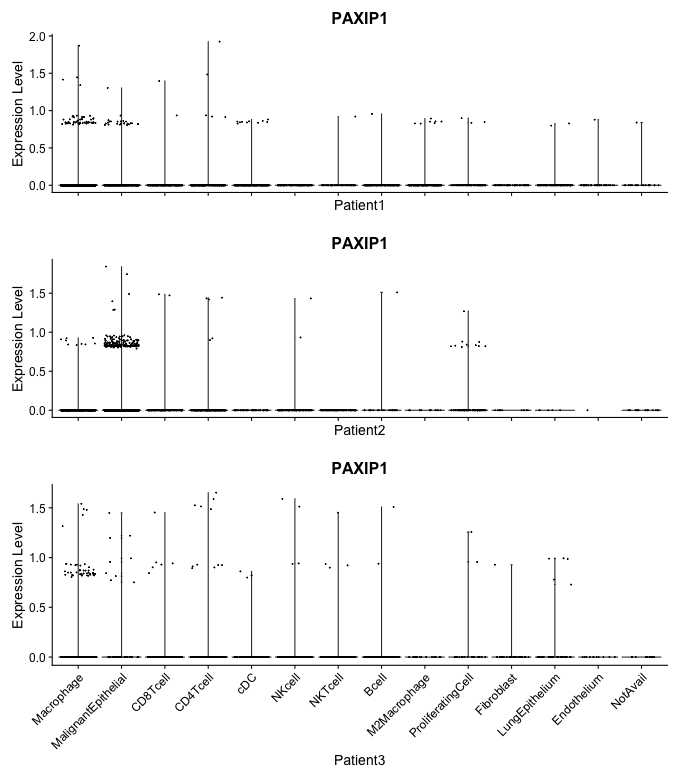 PAXIP1
Expression Level
2.0
1.5
1.0
0.5
0.0
Patient1
PAXIP1
Expression Level
1.5
1.0
0.5
0.0
Patient2
PAXIP1
Expression Level
1.5
1.0
0.5
0.0
Macrophage
MalignantEpithelial
CD8Tcell
CD4Tcell
cDC
NKcell
NKTcell
Bcell
M2Macrophage
ProliferatingCell
Fibroblast
LungEpithelium
Endothelium
NotAvail
Patient3